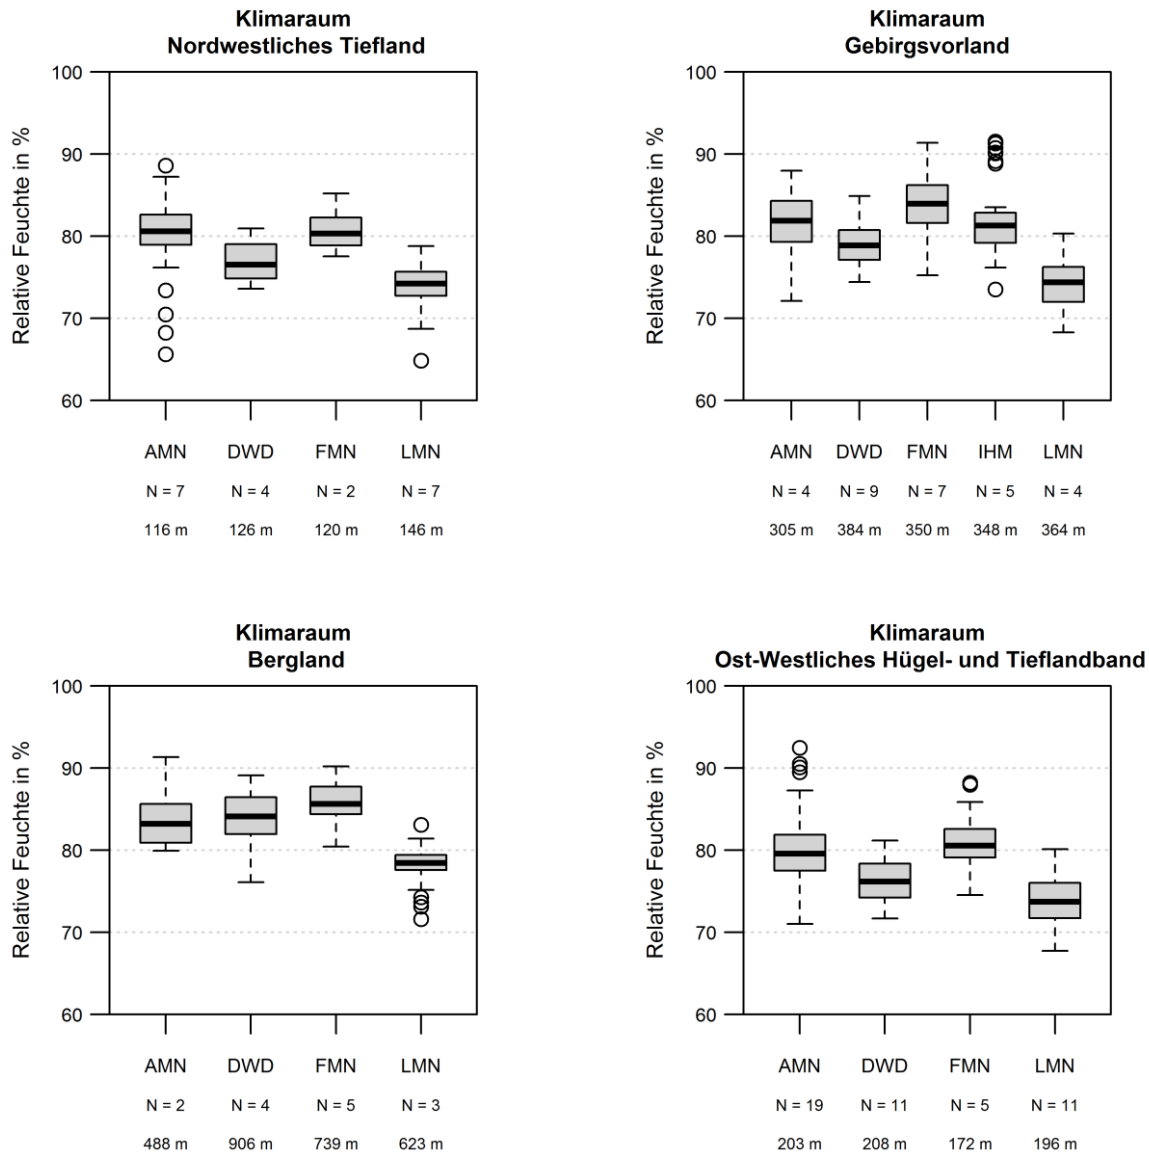 Klimaraum
Nordwestliches Tiefland
Relative Feuchte in %
100
90
80
70
60
AMN DWD FMN LMN
N = 7 N = 4 N = 2 N = 7
116 m 126 m 120 m 146 m
Klimaraum
Gebirgsvorland
Relative Feuchte in %
100
90
80
70
60
AMN DWD FMN IHM LMN
N = 4 N = 9 N = 7 N = 5 N = 4
305 m 384 m 350 m 348 m 364 m
Klimaraum
Bergland
Relative Feuchte in %
100
90
80
70
60
AMN DWD FMN LMN
N = 2 N = 4 N = 5 N = 3
488 m 906 m 739 m 623 m
Klimaraum
Ost-Westliches Hügel- und Tieflandband
Relative Feuchte in %
100
90
80
70
60
AMN DWD FMN LMN
N = 19 N = 11 N = 5 N = 11
203 m 208 m 172 m 196 m